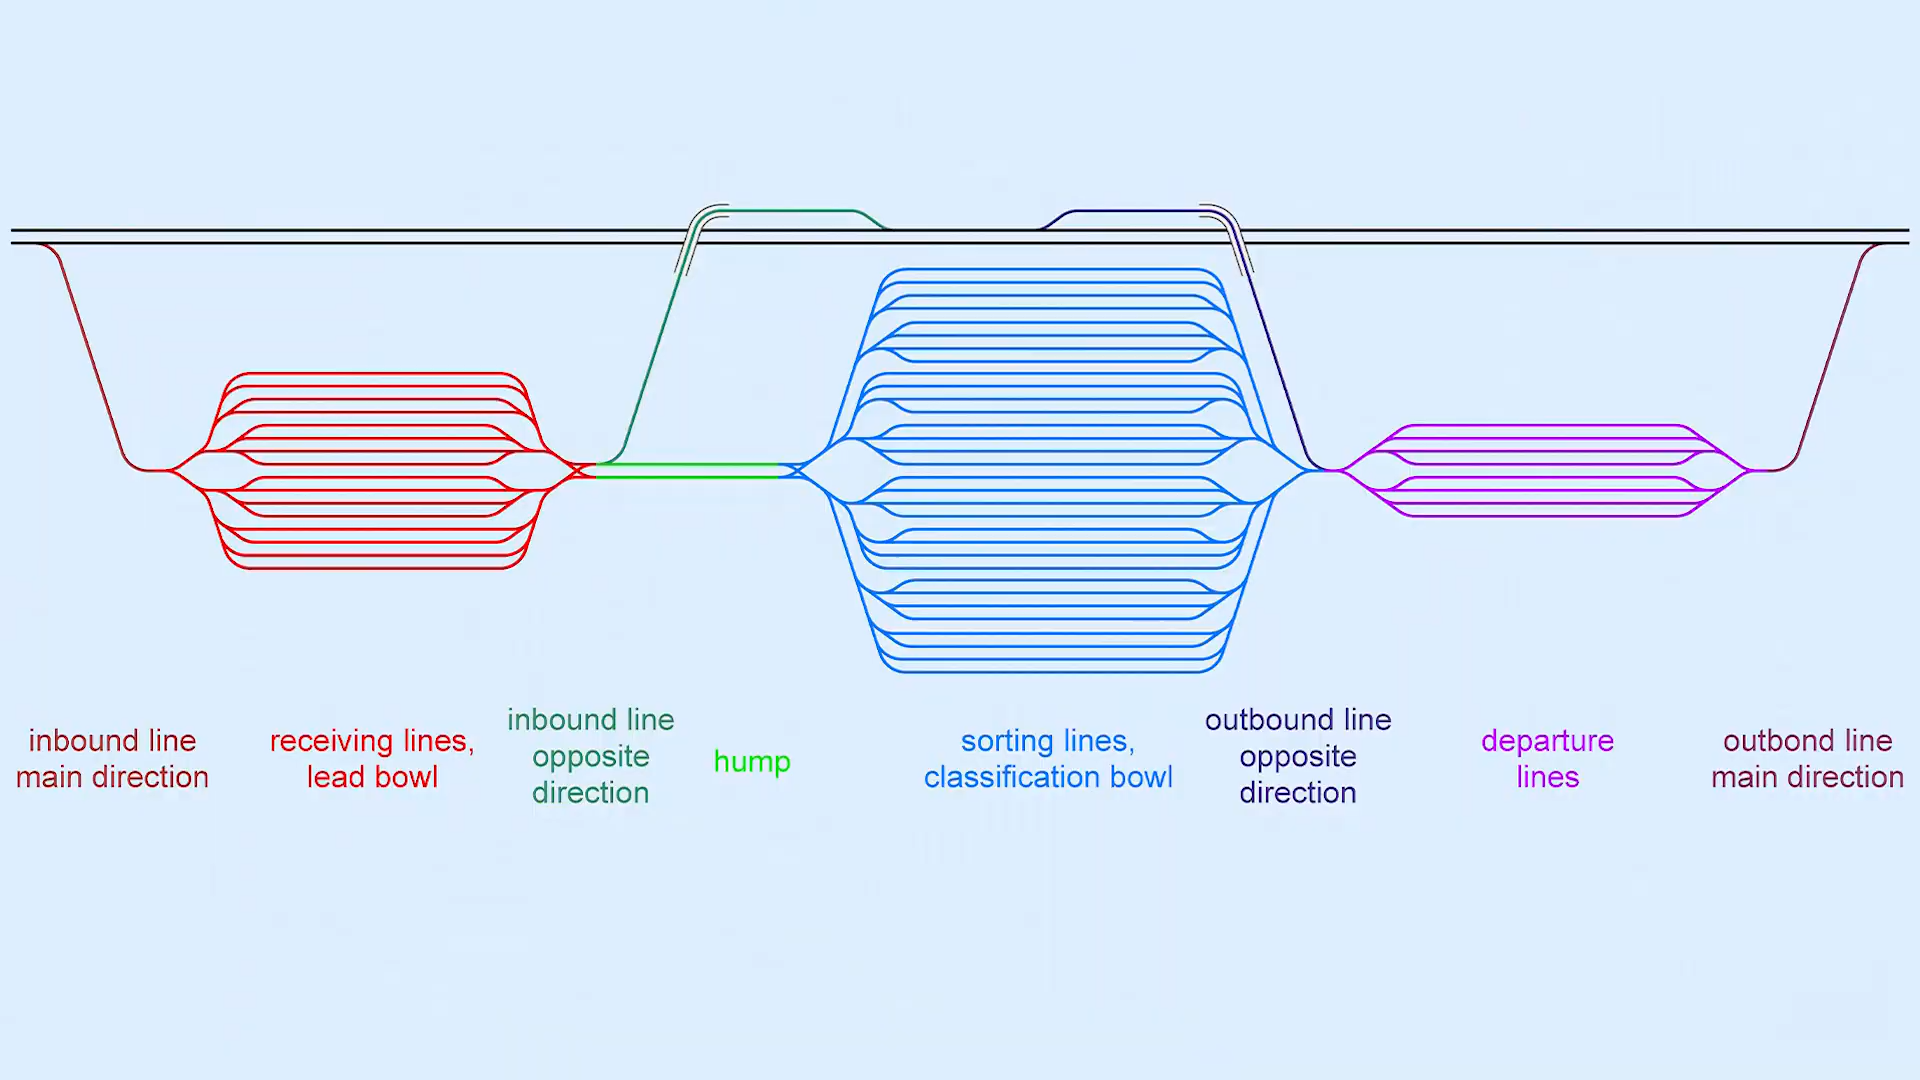 inbound line
main direction
receiving lines,
lead bowl
inbound line
opposite
direction
hump
sorting lines,
classification bowl
outbound line
opposite
direction
departure
lines
outbond line
main direction